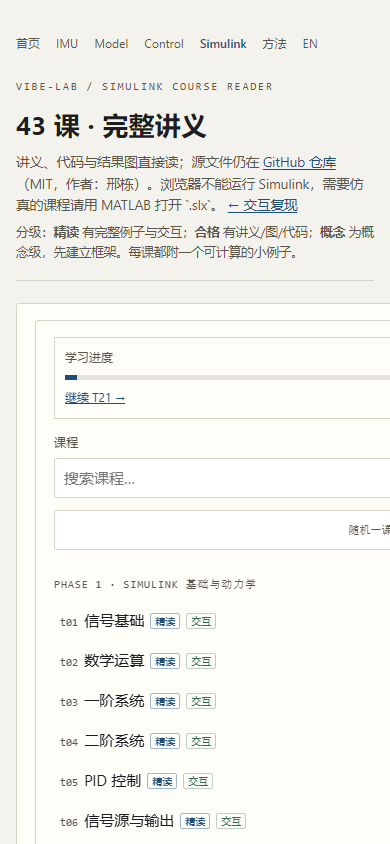 首页 IMU Model Control Simulink 方法 EN
VIBE-LAB / SIMULINK COURSE READER
43 课 · 完整讲义
讲义、代码与结果图直接读；源文件仍在 GitHub 仓库
（MIT，作者：邢栋）。浏览器不能运行 Simulink，需要仿
真的课程请用 MATLAB 打开 `.slx`。 ← 交互复现
分级：精读 有完整例子与交互；合格 有讲义/图/代码；概念 为概
念级，先建立框架。每课都附一个可计算的小例子。
学习进度
继续 T21 →
课程
搜索课程...
随机一课
PHASE 1 · SIMULINK 基础与动力学
t01 信号基础 精读 交互
t02 数学运算 精读 交互
t03 一阶系统 精读 交互
t04 二阶系统 精读 交互
t05 PID 控制 精读 交互
t06 信号源与输出 精读 交互